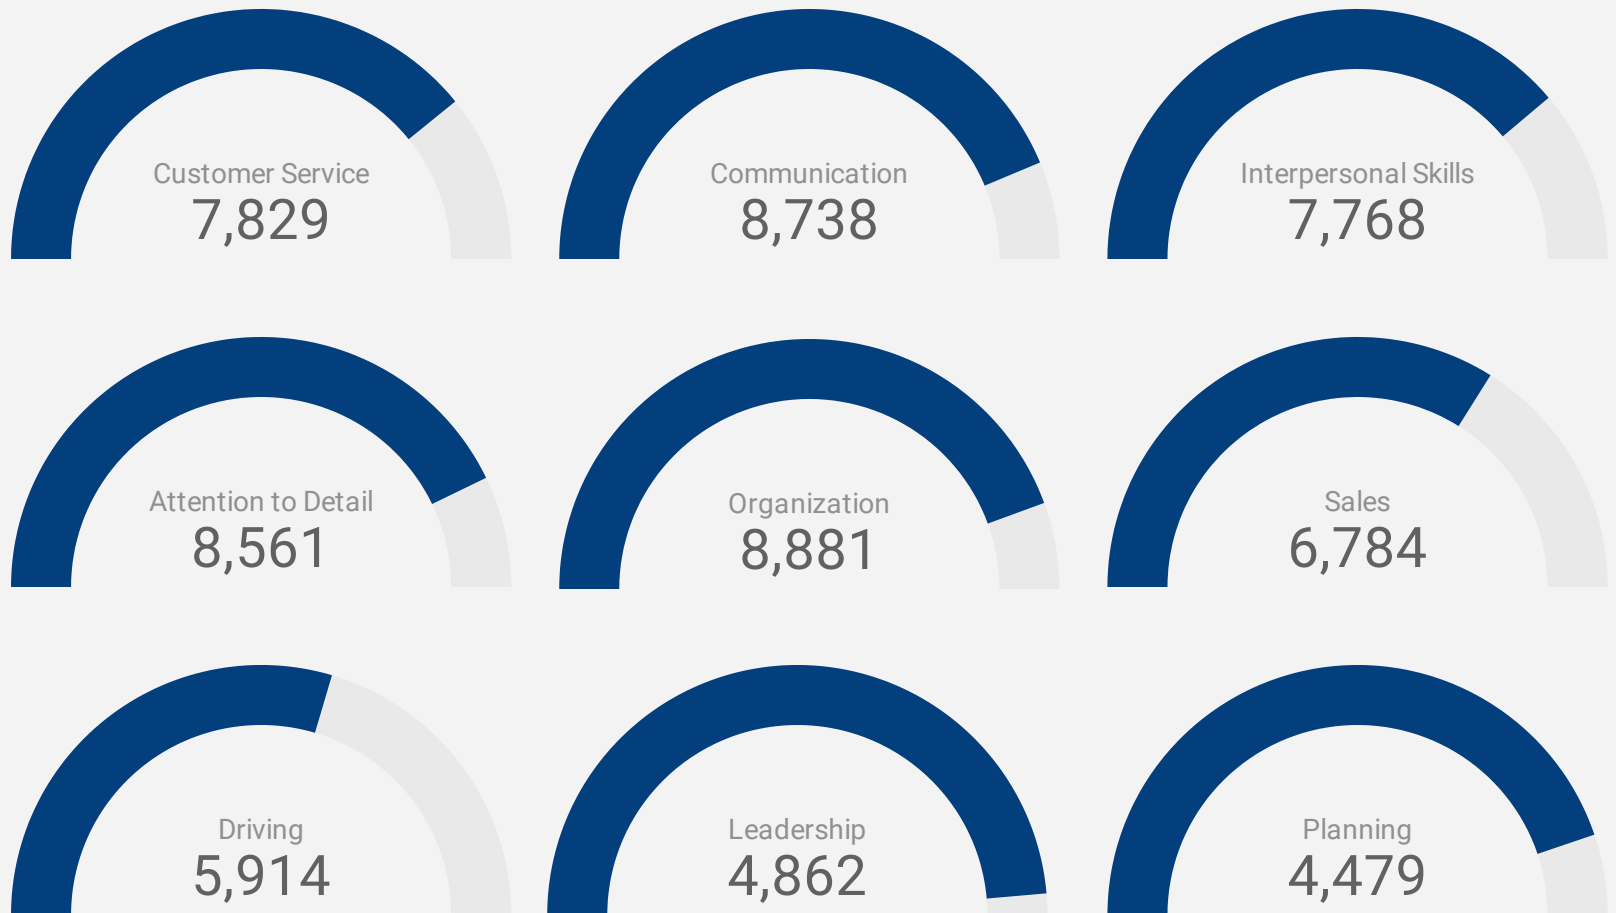 Customer Service
7,829
Communication
8,738
Interpersonal Skills
7,768
Attention to Detail
8,561
Organization
8,881
Sales
6,784
Driving
5,914
Leadership
4,862
Planning
4,479